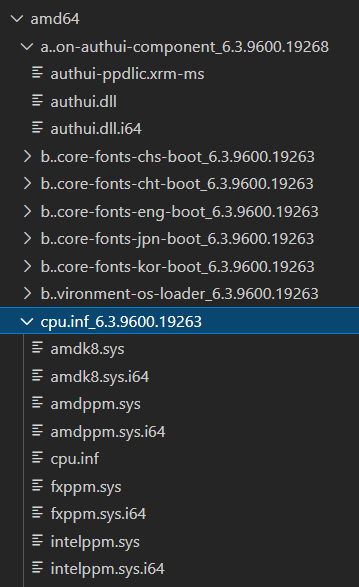 amd64
a..on-authui-component_6.3.9600.19268
authui-ppdlic.xrm-ms
authui.dll
authui.dll.i64
b..core-fonts-chs-boot_6.3.9600.19263
b..core-fonts-cht-boot_6.3.9600.19263
b..core-fonts-eng-boot_6.3.9600.19263
b..core-fonts-jpn-boot_6.3.9600.19263
b..core-fonts-kor-boot_6.3.9600.19263
b..vironment-os-loader_6.3.9600.19263
cpu.inf_6.3.9600.19263
amdk8.sys
amdk8.sys.i64
amdppm.sys
amdppm.sys.i64
cpu.inf
fxppm.sys
fxppm.sys.i64
intelppm.sys
intelppm.sys.i64